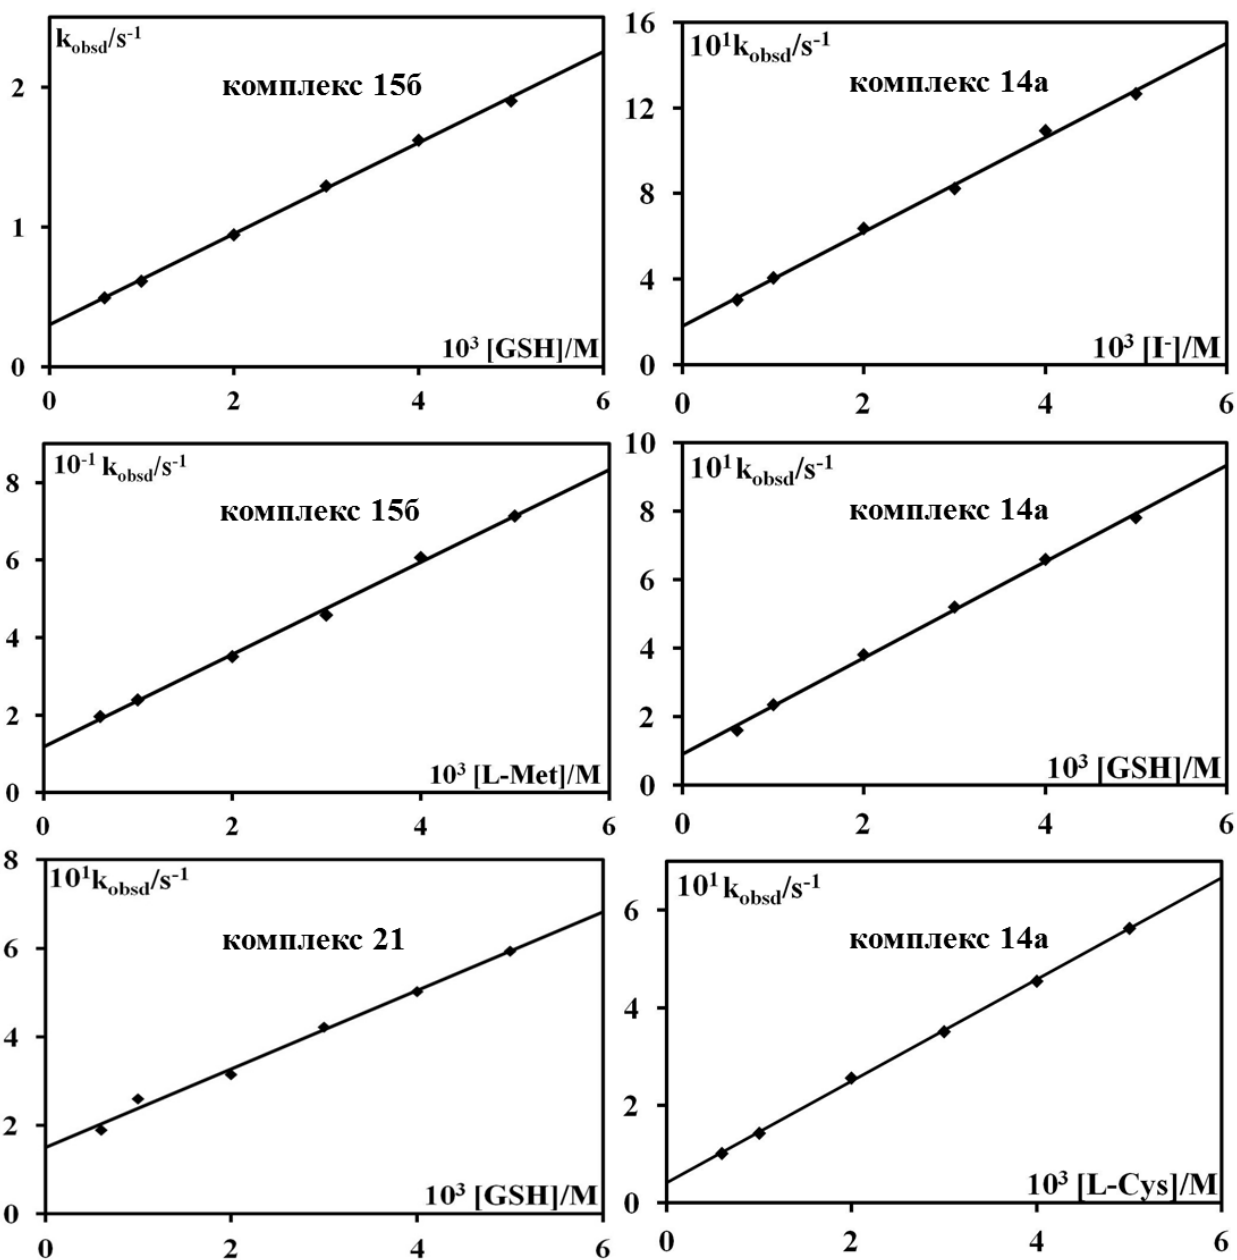 k_obsd/s⁻¹
комплекс 15б
2
1
0
10³ [GSH]/M
0 2 4 6
10¹k_obsd/s⁻¹
комплекс 14а
16
12
8
4
0
10³ [I⁻]/M
0 2 4 6
10⁻¹ k_obsd/s⁻¹
комплекс 15б
8
6
4
2
0
10³ [L-Met]/M
0 2 4 6
10¹k_obsd/s⁻¹
комплекс 14а
10
8
6
4
2
0
10³ [GSH]/M
0 2 4 6
10¹k_obsd/s⁻¹
комплекс 21
8
6
4
2
0
10³ [GSH]/M
0 2 4 6
10¹ k_obsd/s⁻¹
комплекс 14а
6
4
2
0
10³ [L-Cys]/M
0 2 4 6